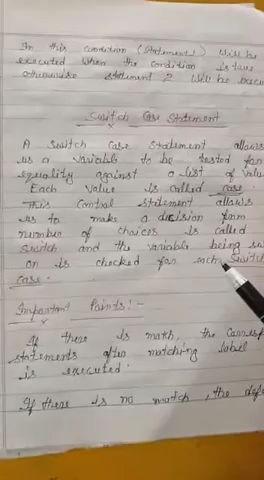 In this condition (Statement 1) Will be
executed When the condition is true
otherwise statement 2 Will be
Switch Case Statement
A Switch Case Statement allows
us a variable to be tested for
equality against a list of
Each Value is called case.
This Control statement allows
us to make a decision from
number of choices is called
Switch and the variable being
on is checked for each Switch
case.
Important Points:-
If there is match, the
statements after matching label
is executed.
If there is no match, the